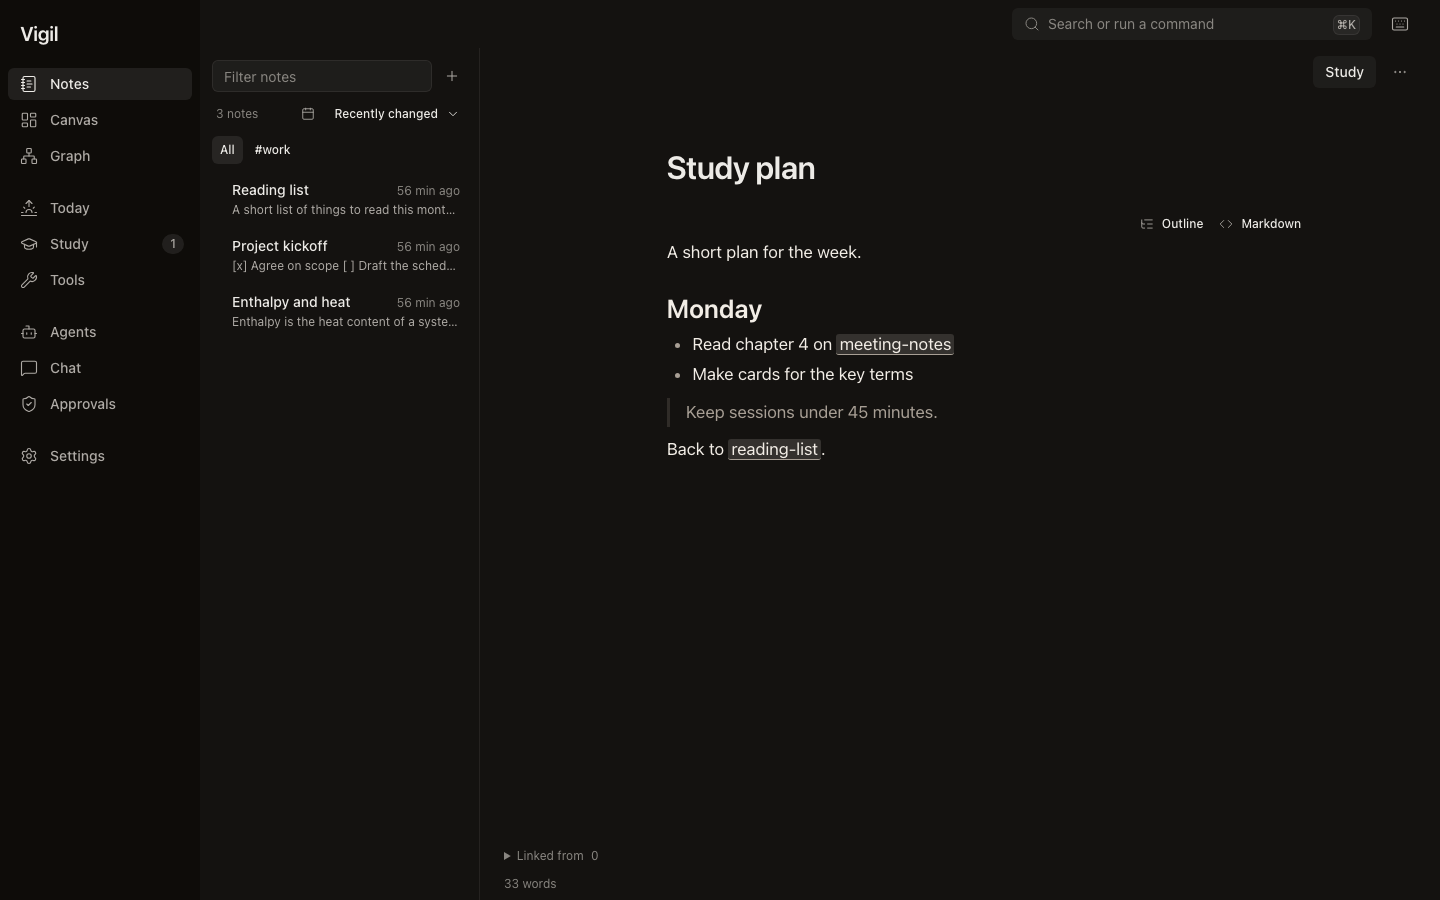 Vigil
Notes
Canvas
Graph
Today
Study 1
Tools
Agents
Chat
Approvals
Settings
Search or run a command ⌘K
Filter notes
3 notes Recently changed
All #work
Reading list 56 min ago
A short list of things to read this mont...
Project kickoff 56 min ago
[x] Agree on scope [ ] Draft the sched...
Enthalpy and heat 56 min ago
Enthalpy is the heat content of a syste...
Study
Study plan
Outline Markdown
A short plan for the week.
Monday
• Read chapter 4 on meeting-notes
• Make cards for the key terms
Keep sessions under 45 minutes.
Back to reading-list.
Linked from 0
33 words